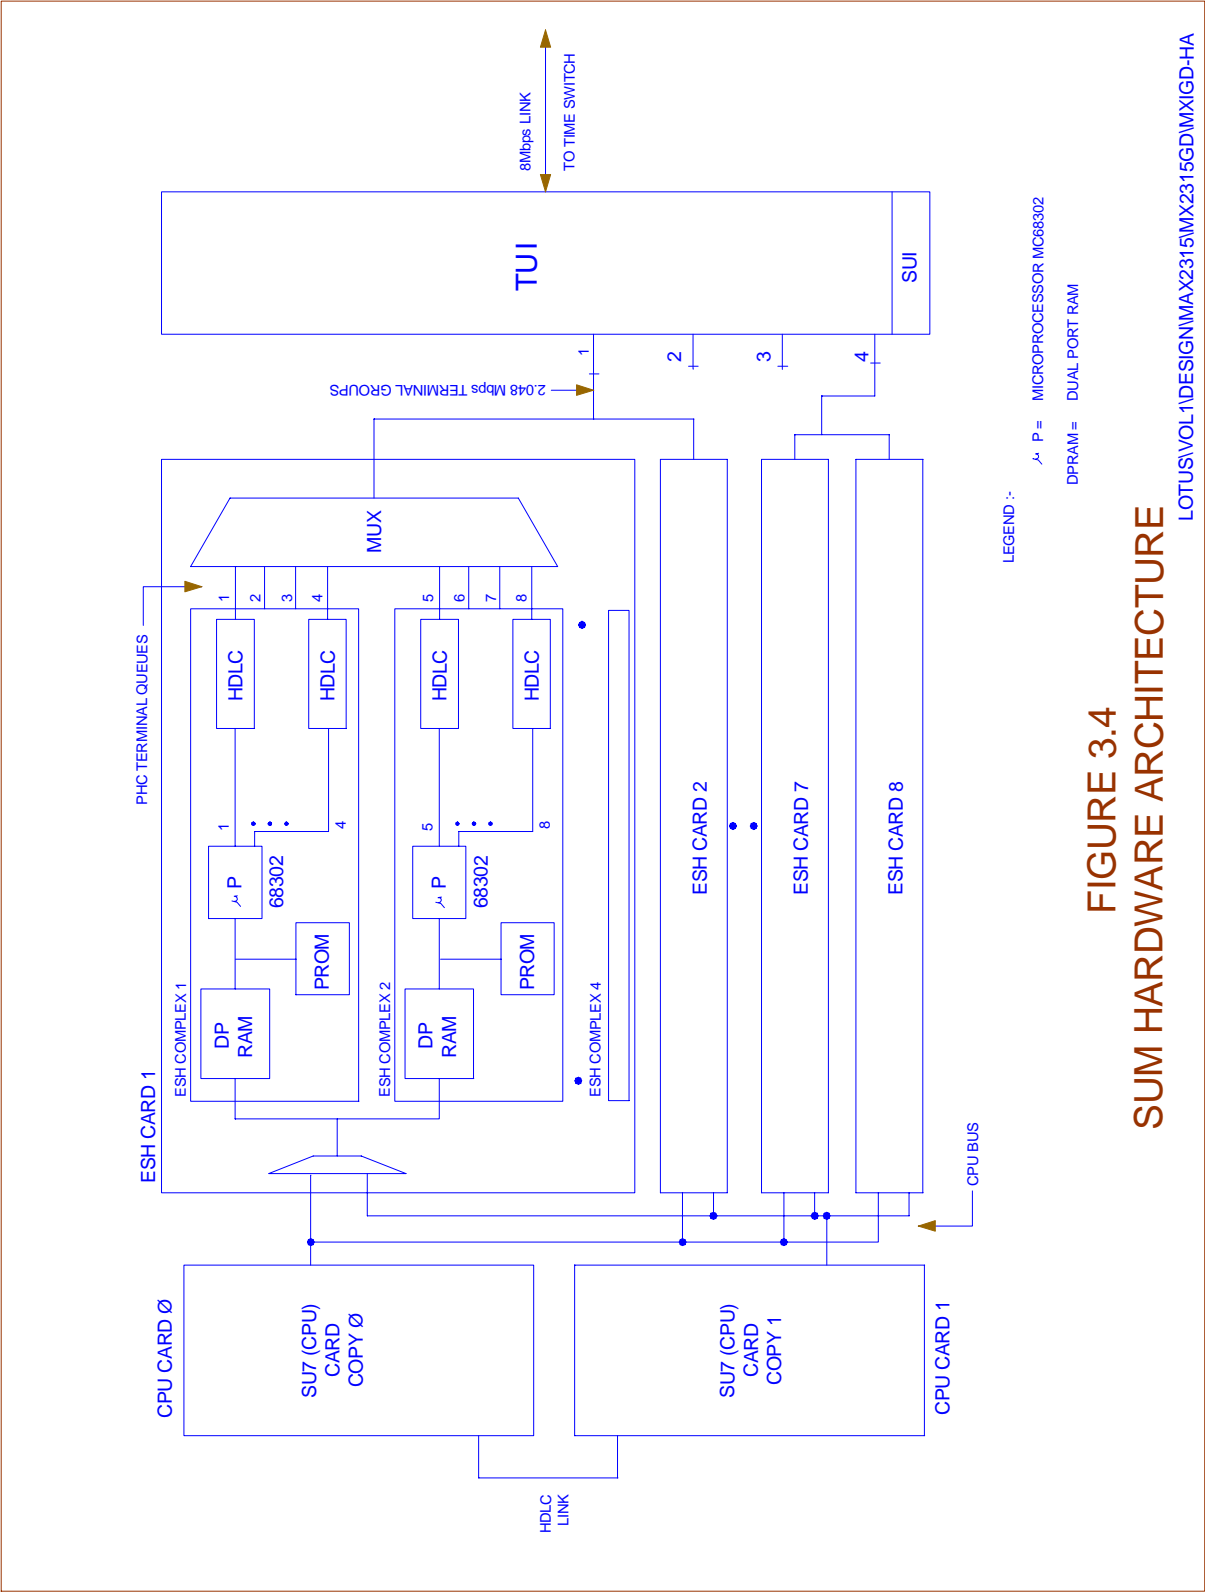 CPU CARD Ø
SU7 (CPU)
CARD
COPY Ø
SU7 (CPU)
CARD
COPY 1
CPU CARD 1
HDLC
LINK
CPU BUS
ESH CARD 1
ESH COMPLEX 1
DP
RAM
PROM
μ P
68302
1
4
HDLC
HDLC
PHC TERMINAL QUEUES
1
2
3
4
ESH COMPLEX 2
DP
RAM
PROM
μ P
68302
5
8
HDLC
HDLC
5
6
7
8
ESH COMPLEX 4
MUX
ESH CARD 2
ESH CARD 7
ESH CARD 8
2.048 Mbps TERMINAL GROUPS
1
2
3
4
TUI
SUI
8Mbps LINK
TO TIME SWITCH
LEGEND :-
μ P = MICROPROCESSOR MC68302
DPRAM = DUAL PORT RAM
FIGURE 3.4
SUM HARDWARE ARCHITECTURE
LOTUS\VOL1\DESIGN\MAX2315\MX2315GD\MXIGD-HA